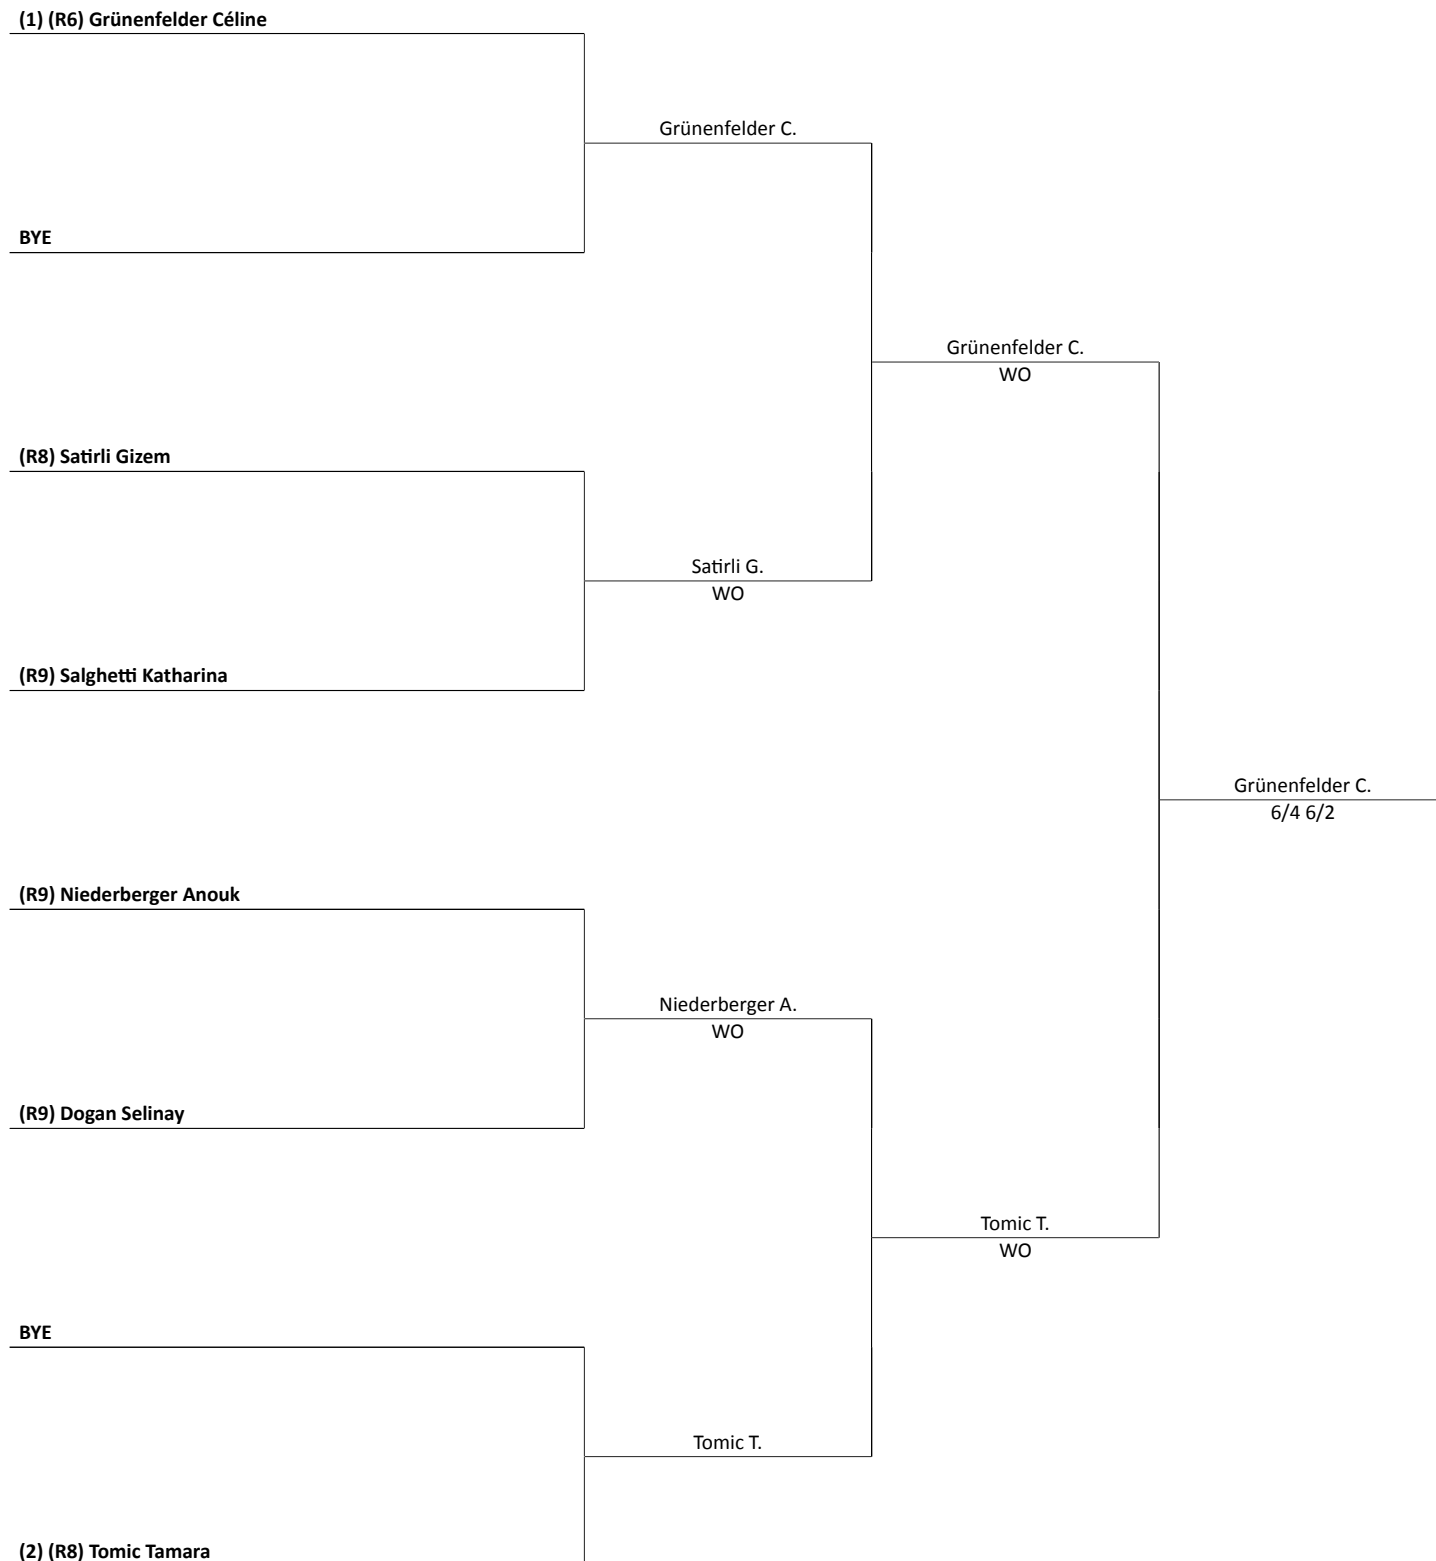 (1) (R6) Grünenfelder Céline
Grünenfelder C.
BYE
Grünenfelder C.
WO
(R8) Satirli Gizem
Satirli G.
WO
(R9) Salghetti Katharina
Grünenfelder C.
6/4 6/2
(R9) Niederberger Anouk
Niederberger A.
WO
(R9) Dogan Selinay
Tomic T.
WO
BYE
Tomic T.
(2) (R8) Tomic Tamara